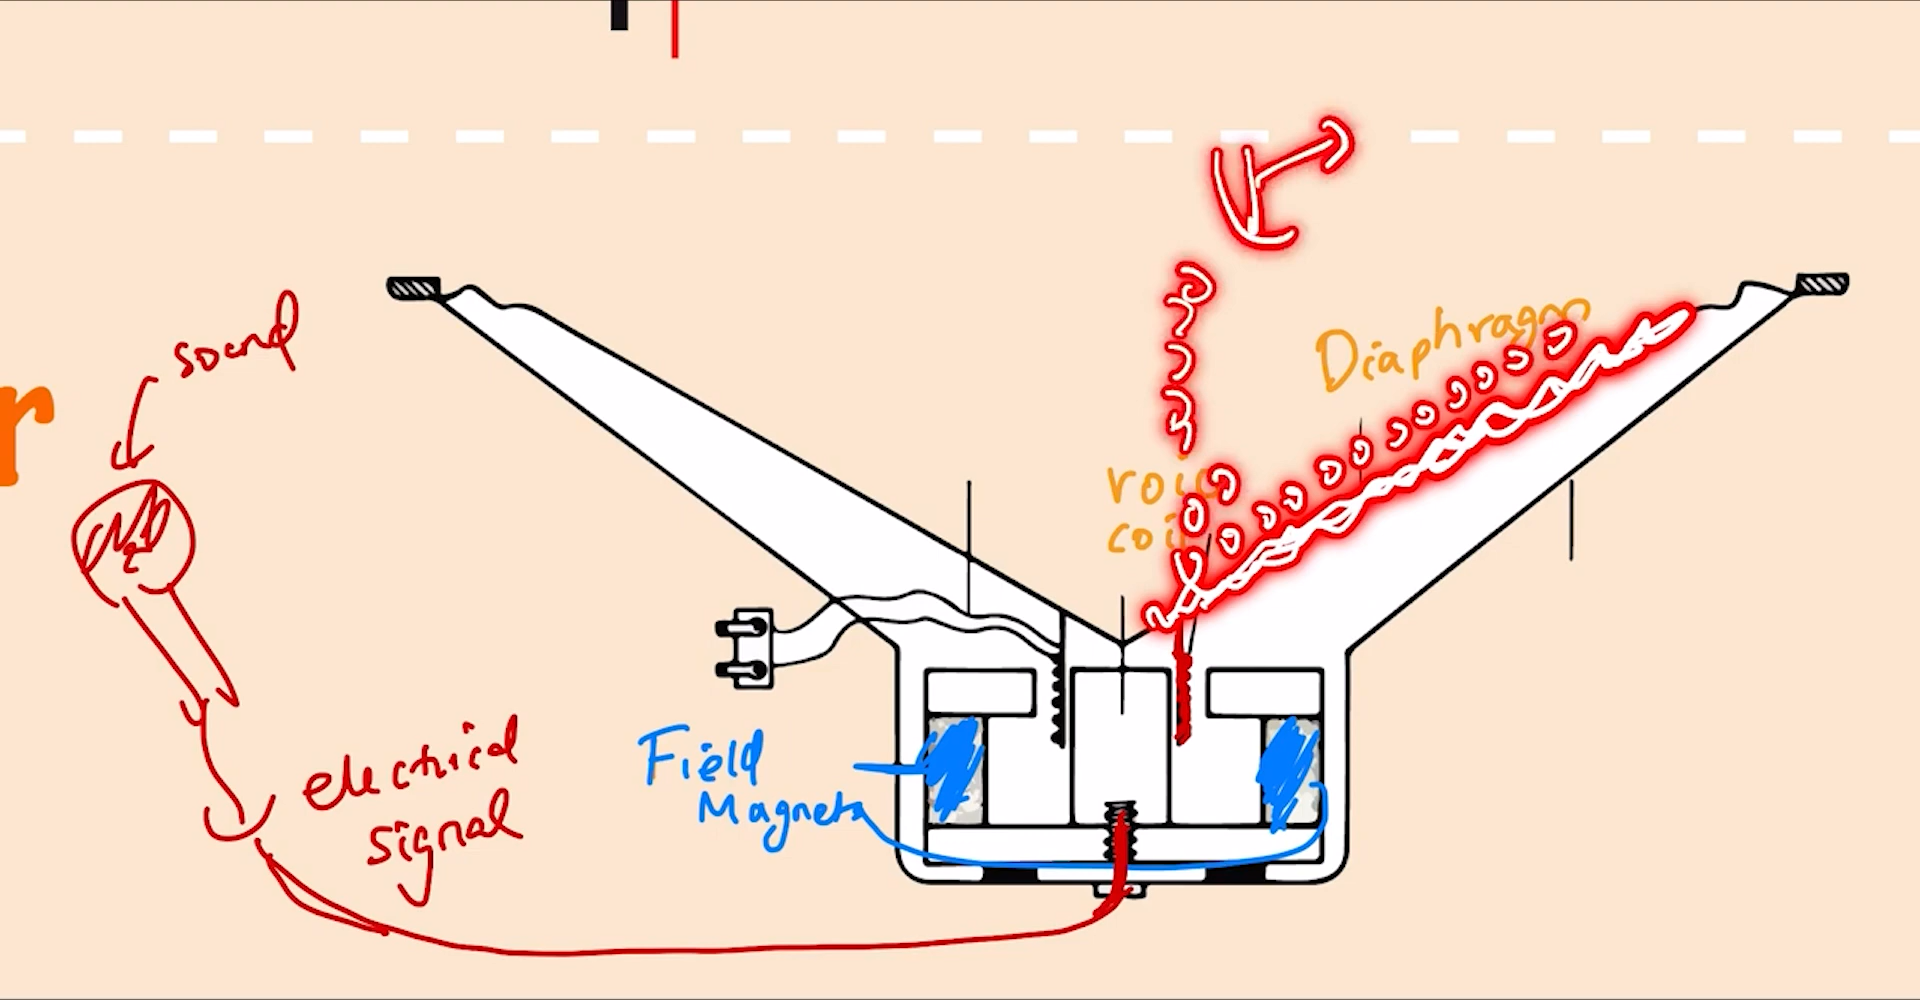 sound
Diaphragm
voice
coil
r
electrical
signal
Field
Magnets